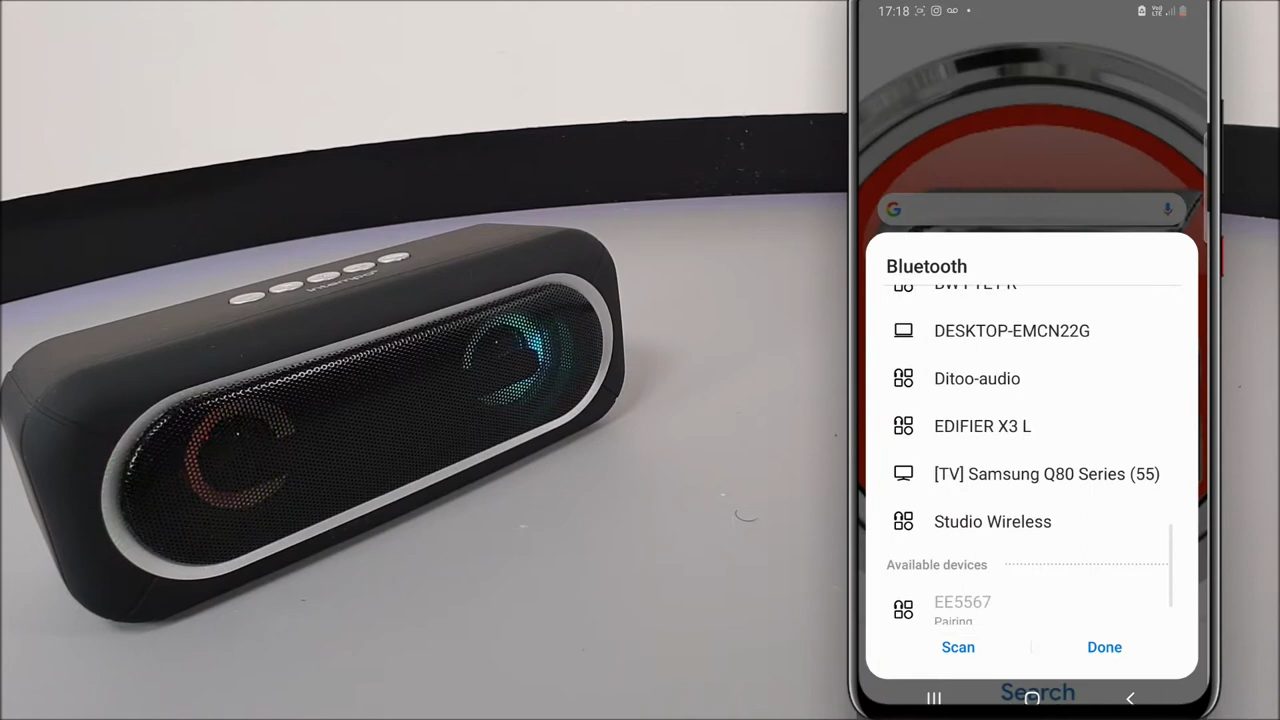 17:18
Bluetooth
DESKTOP-EMCN22G
Ditoo-audio
EDIFIER X3 L
[TV] Samsung Q80 Series (55)
Studio Wireless
Available devices
EE5567
Pairing...
Scan
Done
Search
intempo